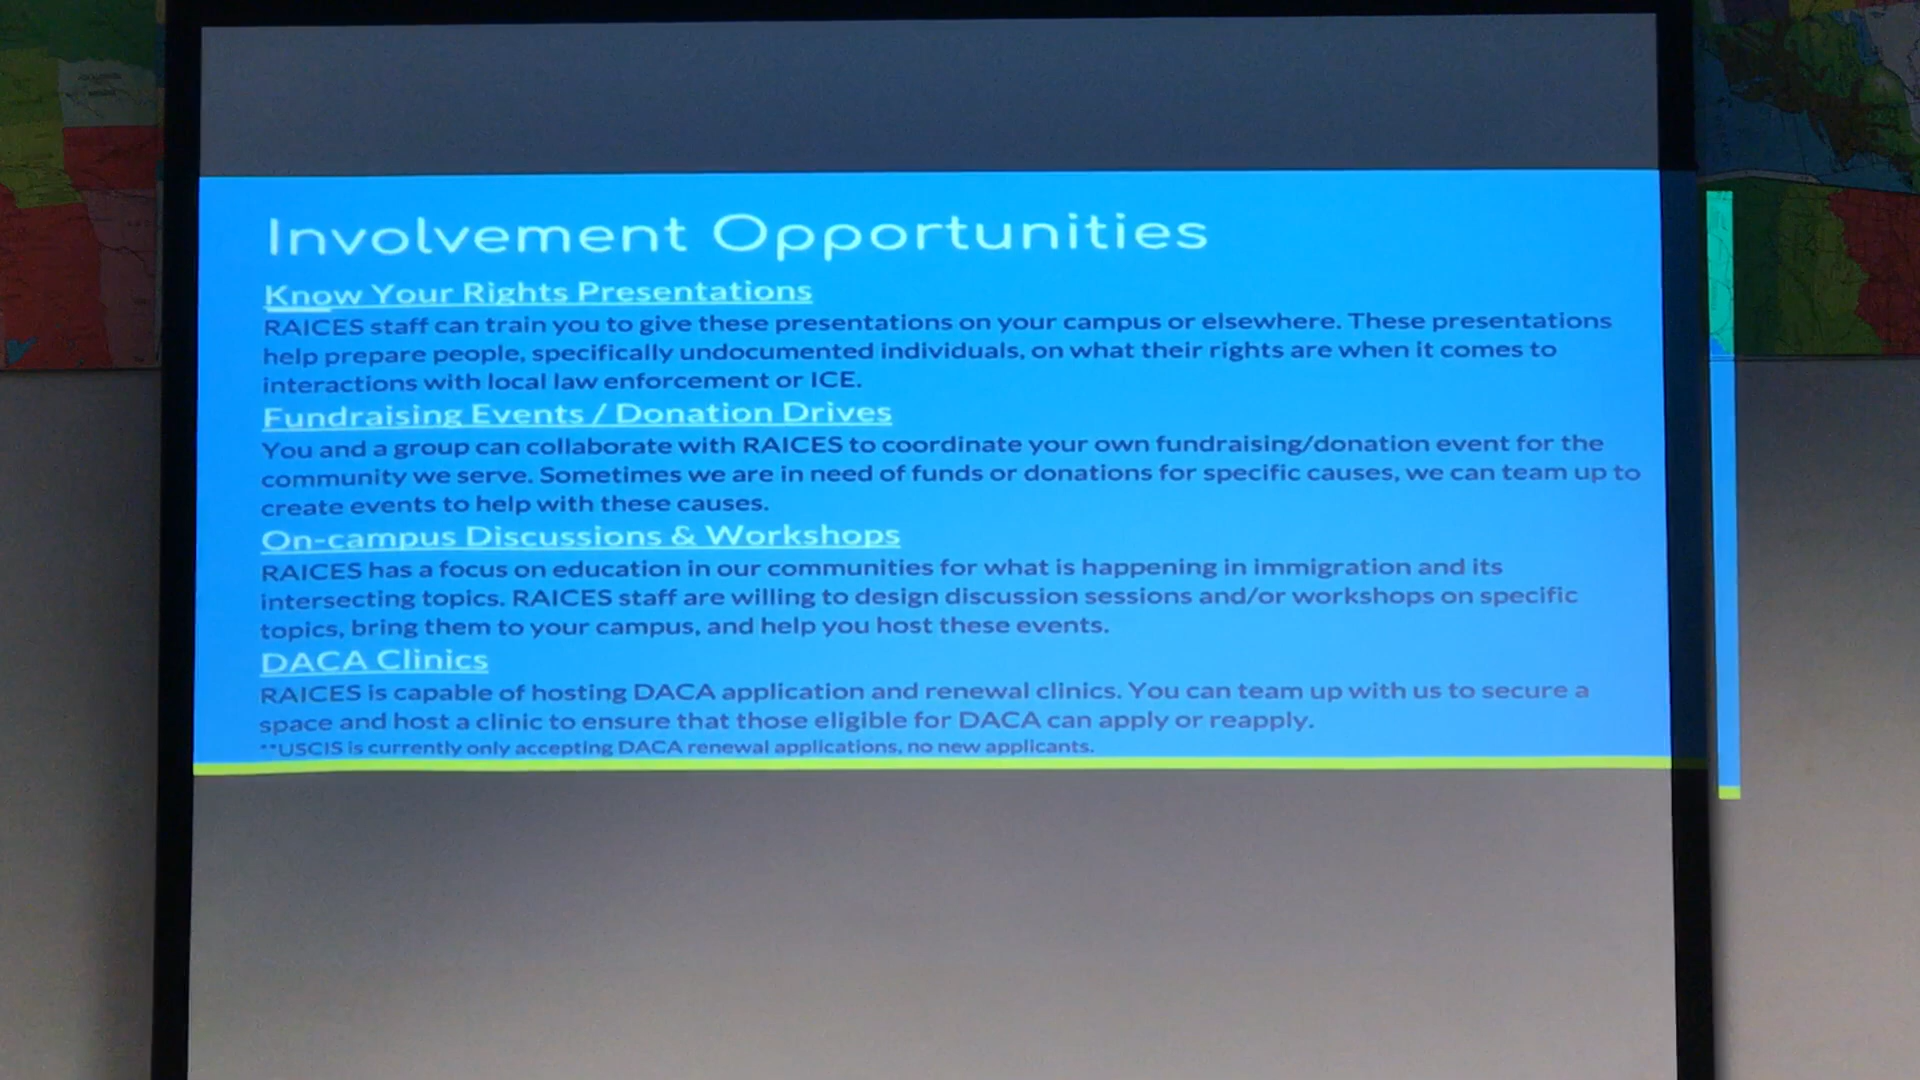 Involvement Opportunities
Know Your Rights Presentations
RAICES staff can train you to give these presentations on your campus or elsewhere. These presentations
help prepare people, specifically undocumented individuals, on what their rights are when it comes to
interactions with local law enforcement or ICE.
Fundraising Events / Donation Drives
You and a group can collaborate with RAICES to coordinate your own fundraising/donation event for the
community we serve. Sometimes we are in need of funds or donations for specific causes, we can team up to
create events to help with these causes.
On-campus Discussions & Workshops
RAICES has a focus on education in our communities for what is happening in immigration and its
intersecting topics. RAICES staff are willing to design discussion sessions and/or workshops on specific
topics, bring them to your campus, and help you host these events.
DACA Clinics
RAICES is capable of hosting DACA application and renewal clinics. You can team up with us to secure a
space and host a clinic to ensure that those eligible for DACA can apply or reapply.
**USCIS is currently only accepting DACA renewal applications, no new applicants.